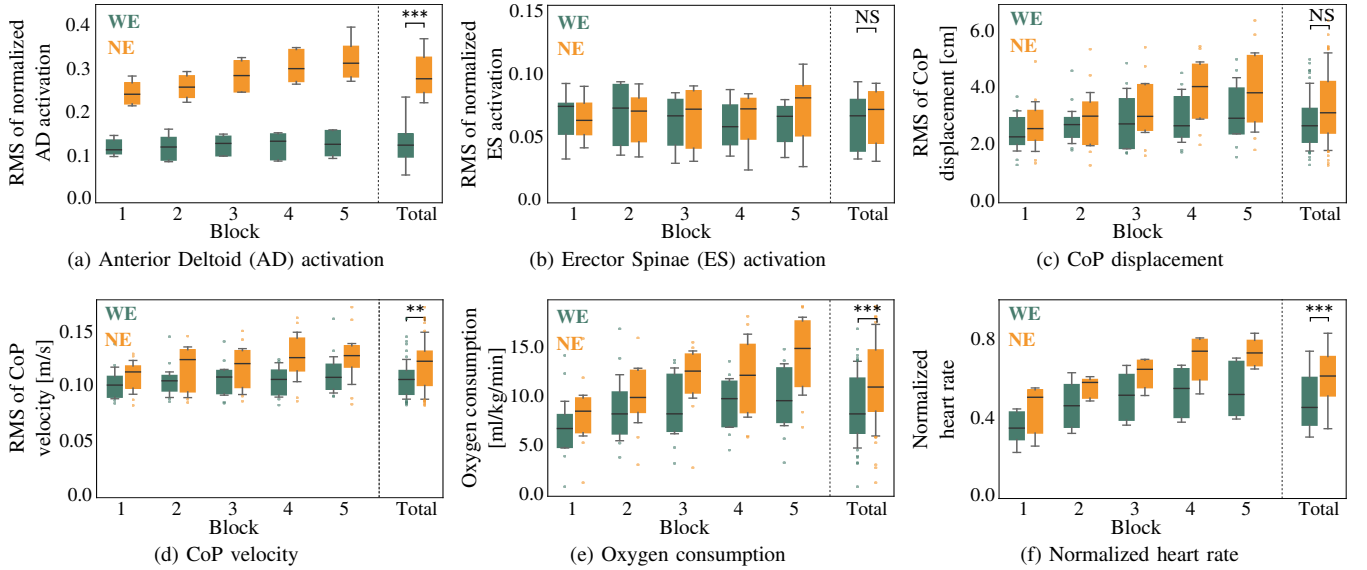 RMS of normalized
AD activation
0.4
0.3
0.2
0.1
0.0
WE
NE
***
1 2 3 4 5 Total
Block
(a) Anterior Deltoid (AD) activation
RMS of normalized
ES activation
0.15
0.10
0.05
0.0
WE
NE
NS
1 2 3 4 5 Total
Block
(b) Erector Spinae (ES) activation
RMS of CoP
displacement [cm]
6.0
4.0
2.0
0.0
WE
NE
NS
1 2 3 4 5 Total
Block
(c) CoP displacement
RMS of CoP
velocity [m/s]
0.15
0.10
0.05
0.0
WE
NE
**
1 2 3 4 5 Total
Block
(d) CoP velocity
Oxygen consumption
[ml/kg/min]
15.0
10.0
5.0
0.0
WE
NE
***
1 2 3 4 5 Total
Block
(e) Oxygen consumption
Normalized
heart rate
0.8
0.4
0.0
WE
NE
***
1 2 3 4 5 Total
Block
(f) Normalized heart rate